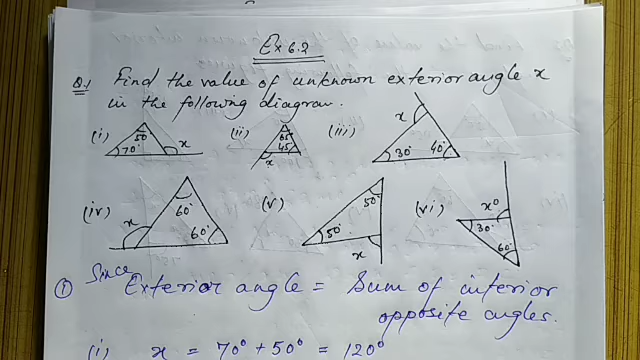 Ex 6.2
Q.1 Find the value of unknown exterior angle x
in the following diagram.
(i) 50° 70° x (ii) 65° 45° x (iii) x 30° 40°
(iv) x 60° 60° (v) 50° 50° x (vi) x° 30° 60°
① Since Exterior angle = Sum of interior
opposite angles.
(i) x = 70° + 50° = 120°